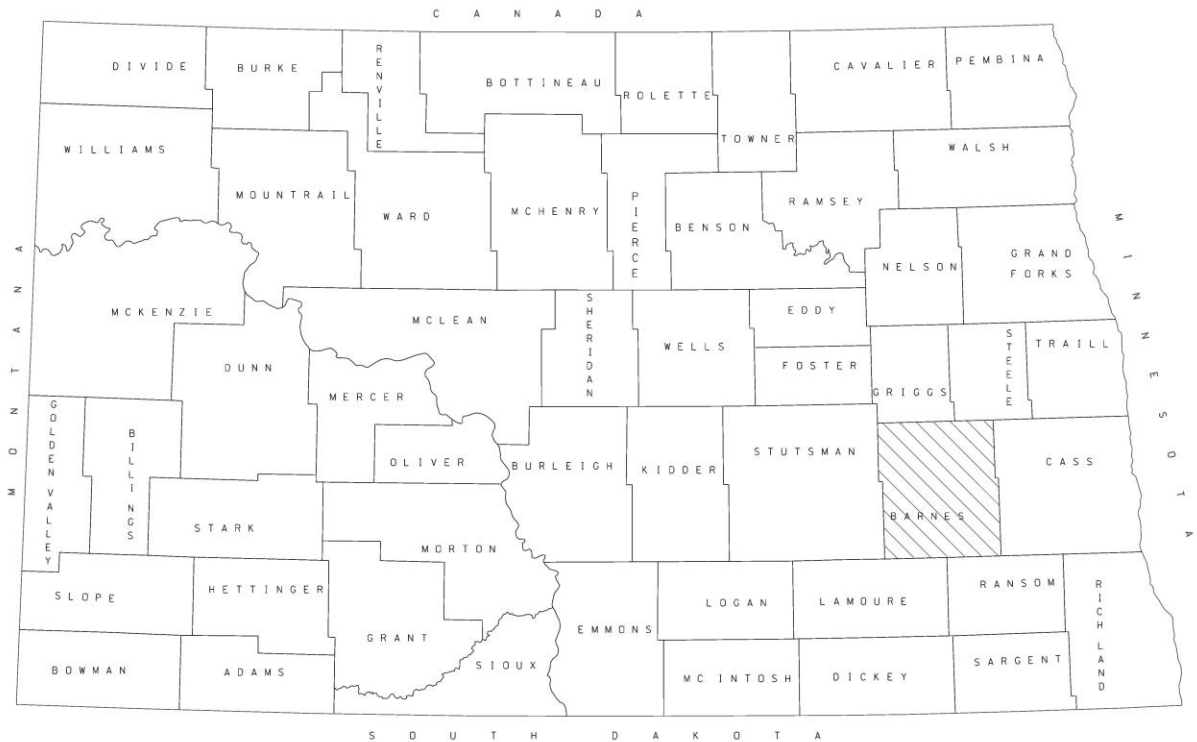 CANADA
DIVIDE
BURKE
RENVILLE
BOTTINEAU
ROLETTE
TOWNER
CAVALIER
PEMBINA
WILLIAMS
MOUNTRAIL
WARD
MCHENRY
PIERCE
BENSON
RAMSEY
WALSH
NELSON
GRAND
FORKS
MONTANA
MINNESOTA
MCKENZIE
DUNN
MCLEAN
SHERIDAN
WELLS
EDDY
FOSTER
GRIGGS
STEELE
TRAILL
MERCER
OLIVER
GOLDEN VALLEY
BILLINGS
STARK
BURLEIGH
KIDDER
STUTSMAN
BARNES
CASS
MORTON
SLOPE
HETTINGER
GRANT
SIOUX
EMMONS
LOGAN
LAMOURE
RANSOM
RICHLAND
BOWMAN
ADAMS
MC INTOSH
DICKEY
SARGENT
SOUTH DAKOTA